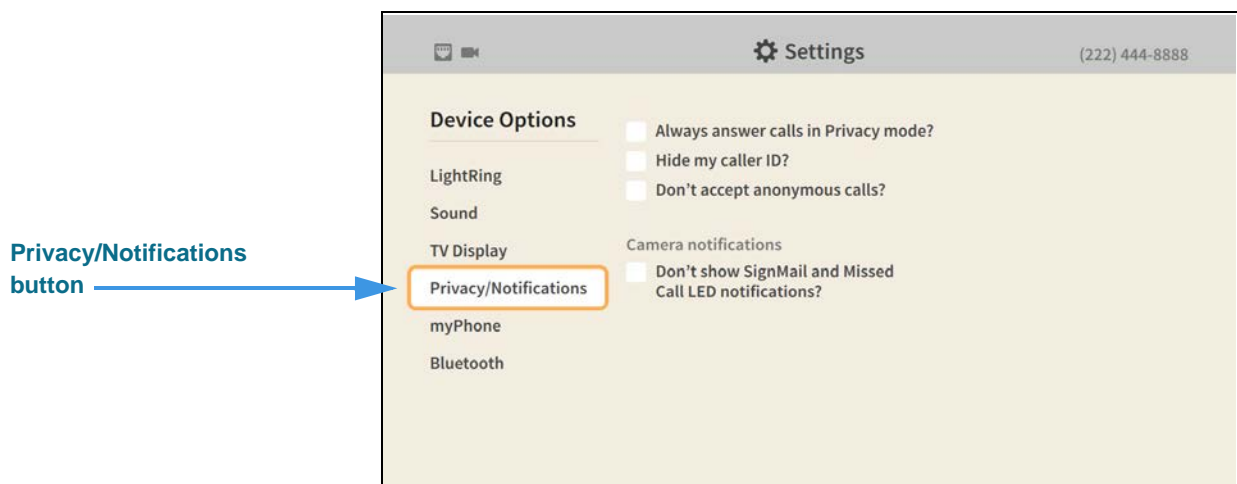 Settings
(222) 444-8888
Device Options
LightRing
Sound
TV Display
Privacy/Notifications
myPhone
Bluetooth
Always answer calls in Privacy mode?
Hide my caller ID?
Don't accept anonymous calls?
Camera notifications
Don't show SignMail and Missed
Call LED notifications?
Privacy/Notifications
button